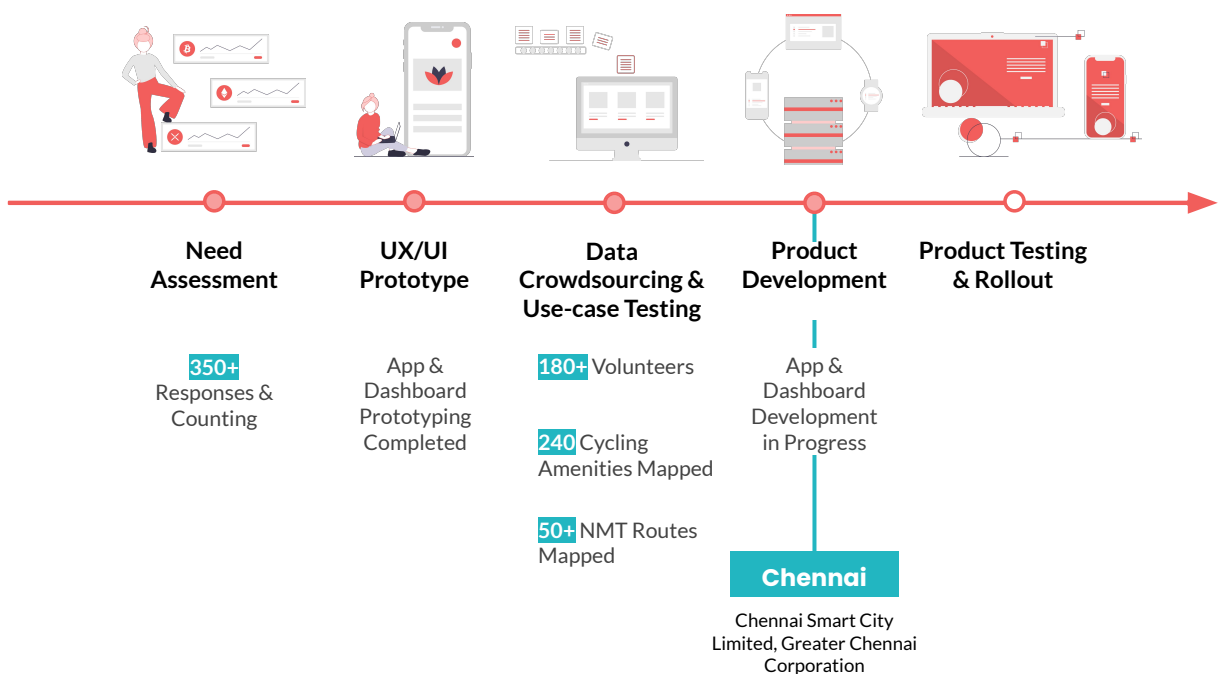 Need
Assessment
UX/UI
Prototype
Data
Crowdsourcing &
Use-case Testing
Product
Development
Product Testing
& Rollout
350+
Responses &
Counting
App &
Dashboard
Prototyping
Completed
180+ Volunteers
240 Cycling
Amenities Mapped
50+ NMT Routes
Mapped
App &
Dashboard
Development
in Progress
Chennai
Chennai Smart City
Limited, Greater Chennai
Corporation